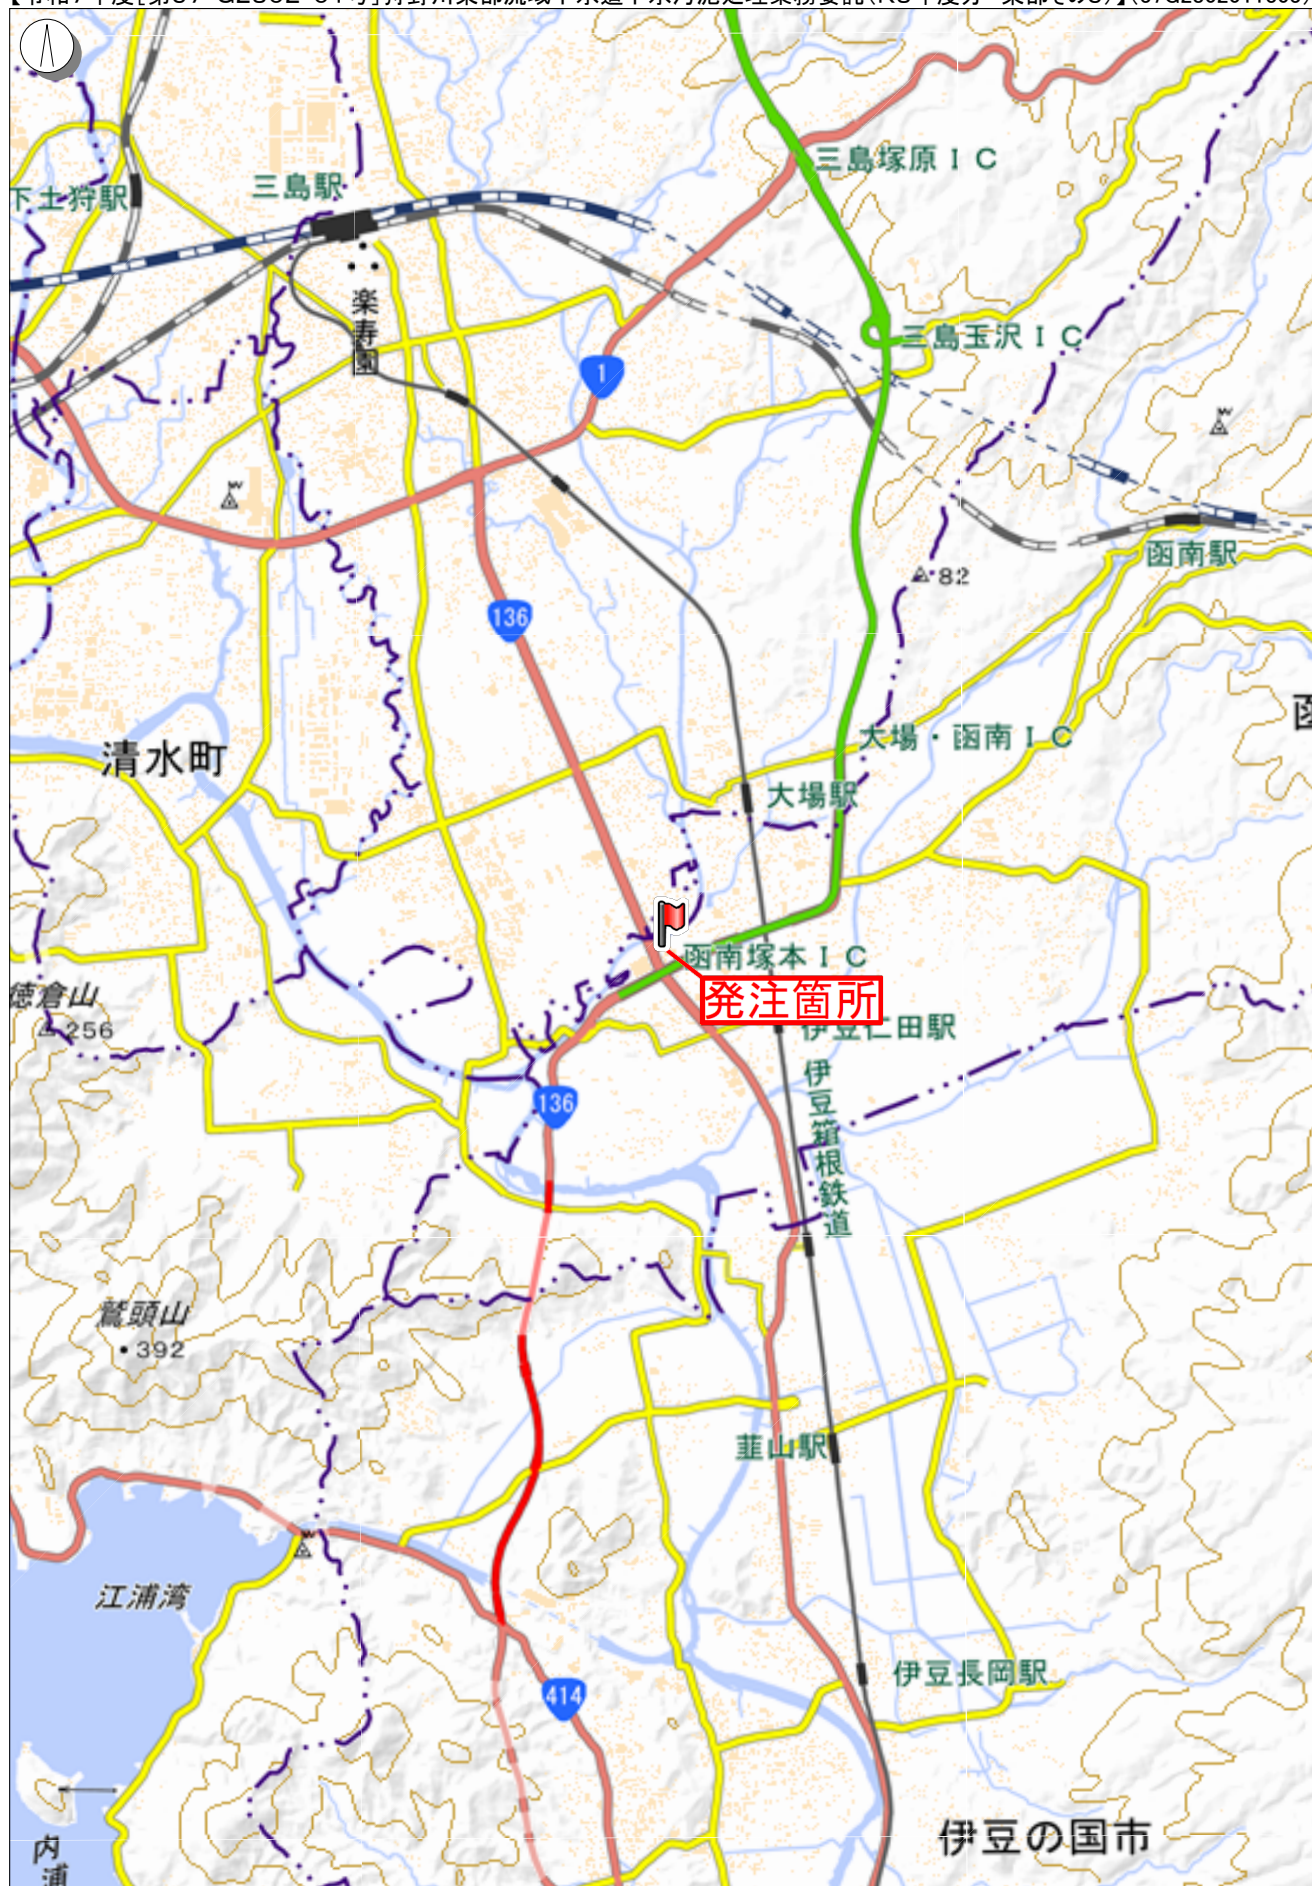 三島塚原ＩＣ
下土狩駅
三島駅
楽寿園
三島玉沢ＩＣ
1
函南駅
82
136
函
大場・函南ＩＣ
清水町
大場駅
函南塚本ＩＣ
発注箇所
徳倉山
256
伊豆仁田駅
伊豆箱根鉄道
136
鷲頭山
392
韮山駅
江浦湾
伊豆長岡駅
414
伊豆の国市
内浦